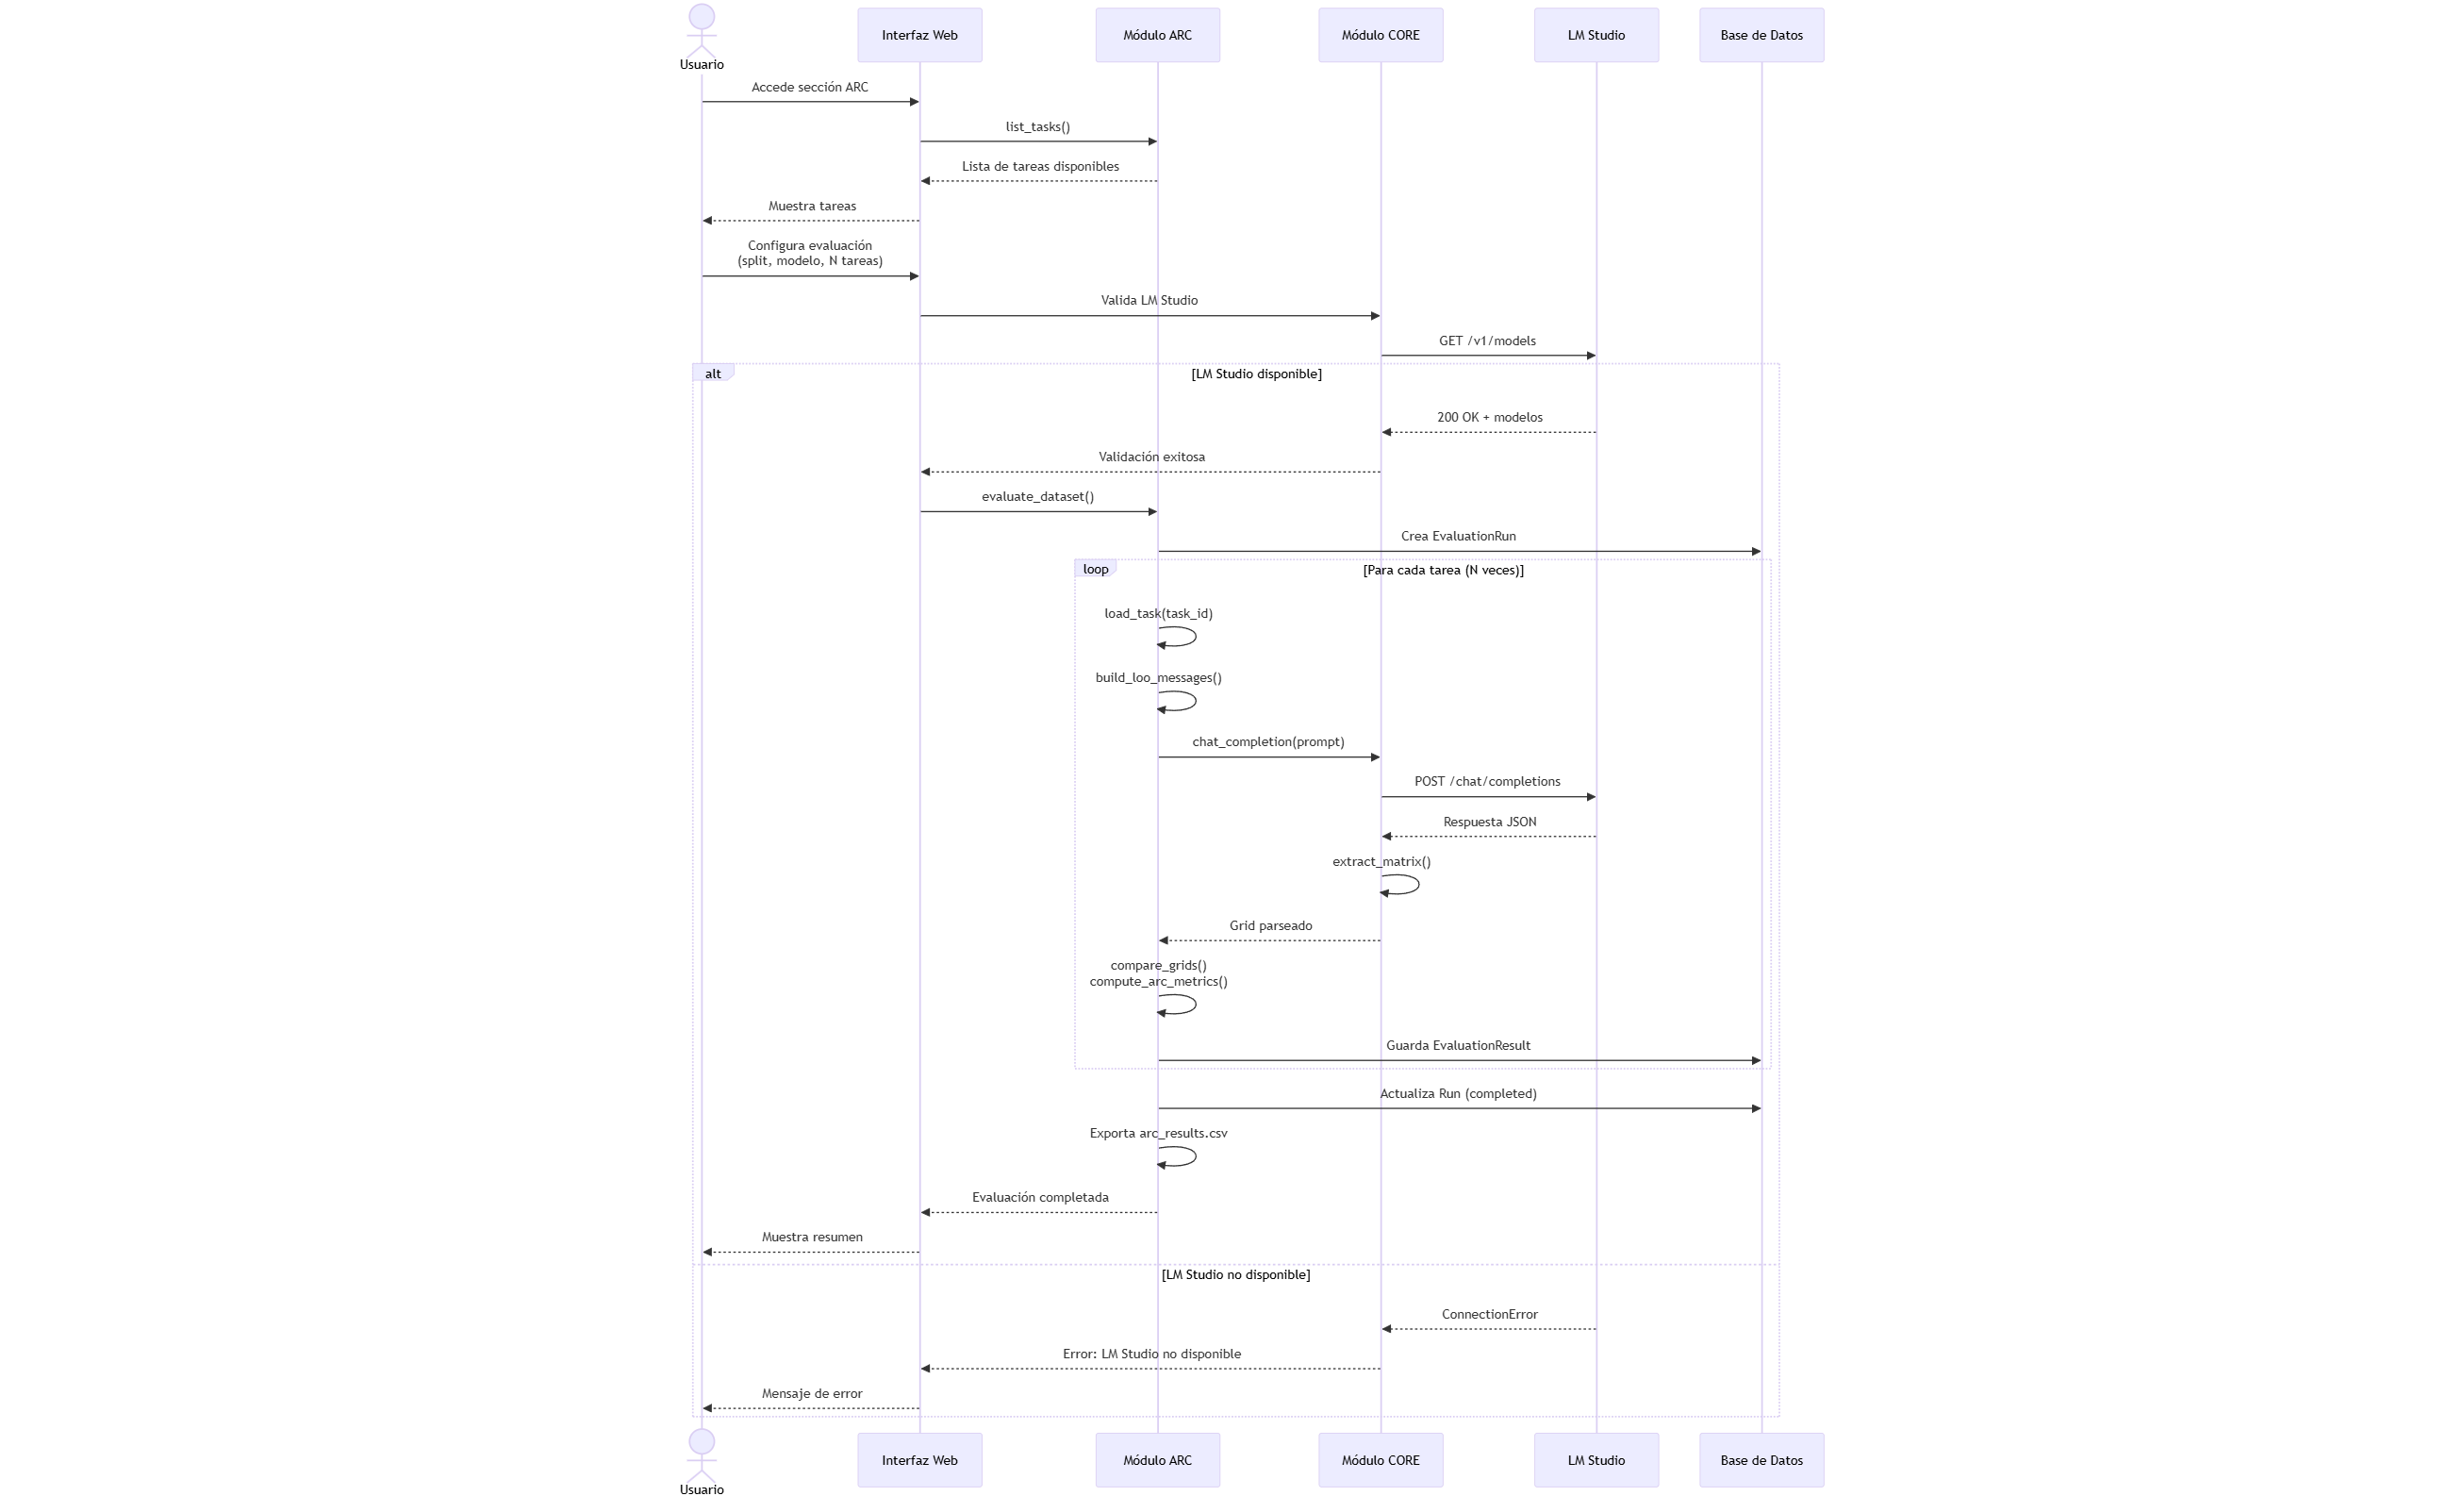 Interfaz Web
Módulo ARC
Módulo CORE
LM Studio
Base de Datos
Usuario
Accede sección ARC
list_tasks()
Lista de tareas disponibles
Muestra tareas
Configura evaluación
(split, modelo, N tareas)
Valida LM Studio
GET /v1/models
alt
[LM Studio disponible]
200 OK + modelos
Validación exitosa
evaluate_dataset()
Crea EvaluationRun
loop
[Para cada tarea (N veces)]
load_task(task_id)
build_loo_messages()
chat_completion(prompt)
POST /chat/completions
Respuesta JSON
extract_matrix()
Grid parseado
compare_grids()
compute_arc_metrics()
Guarda EvaluationResult
Actualiza Run (completed)
Exporta arc_results.csv
Evaluación completada
Muestra resumen
[LM Studio no disponible]
ConnectionError
Error: LM Studio no disponible
Mensaje de error
Interfaz Web
Módulo ARC
Módulo CORE
LM Studio
Base de Datos
Usuario